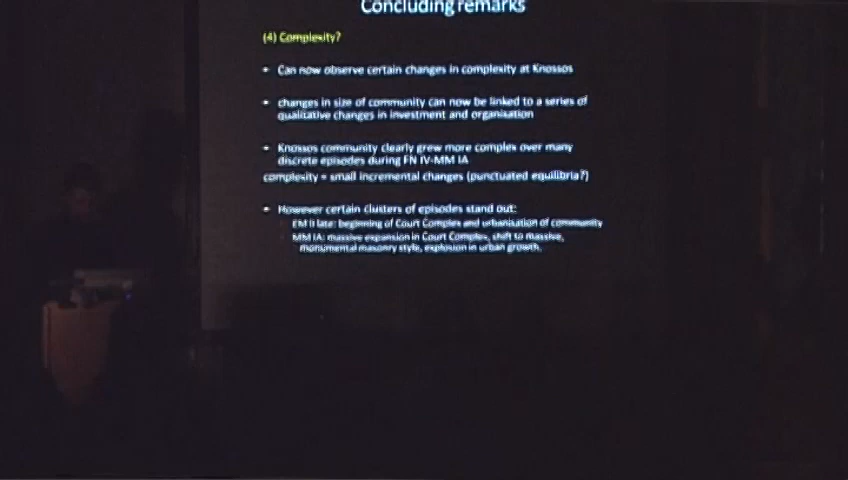 Concluding remarks
(4) Complexity?
• Can now observe certain changes in complexity at Knossos
• changes in size of community can now be linked to a series of
qualitative changes in investment and organisation
• Knossos community clearly grew more complex over many
discrete episodes during FN IV-MM IA
complexity = small incremental changes (punctuated equilibria?)
• However certain clusters of episodes stand out:
EM II late: beginning of Court Complex and urbanisation of community
MM IA: massive expansion in Court Complex, shift to massive,
monumental masonry style, explosion in urban growth.